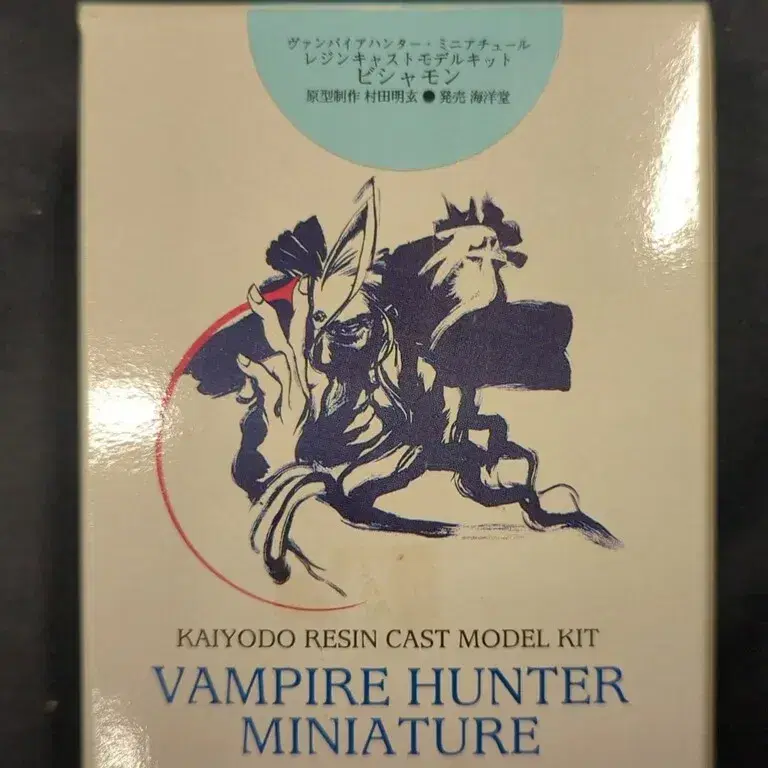 ヴァンパイアハンター・ミニアチュール
レジンキャストモデルキット
ビシャモン
原型制作 村田明玄 ● 発売 海洋堂
KAIYODO RESIN CAST MODEL KIT
VAMPIRE HUNTER
MINIATURE